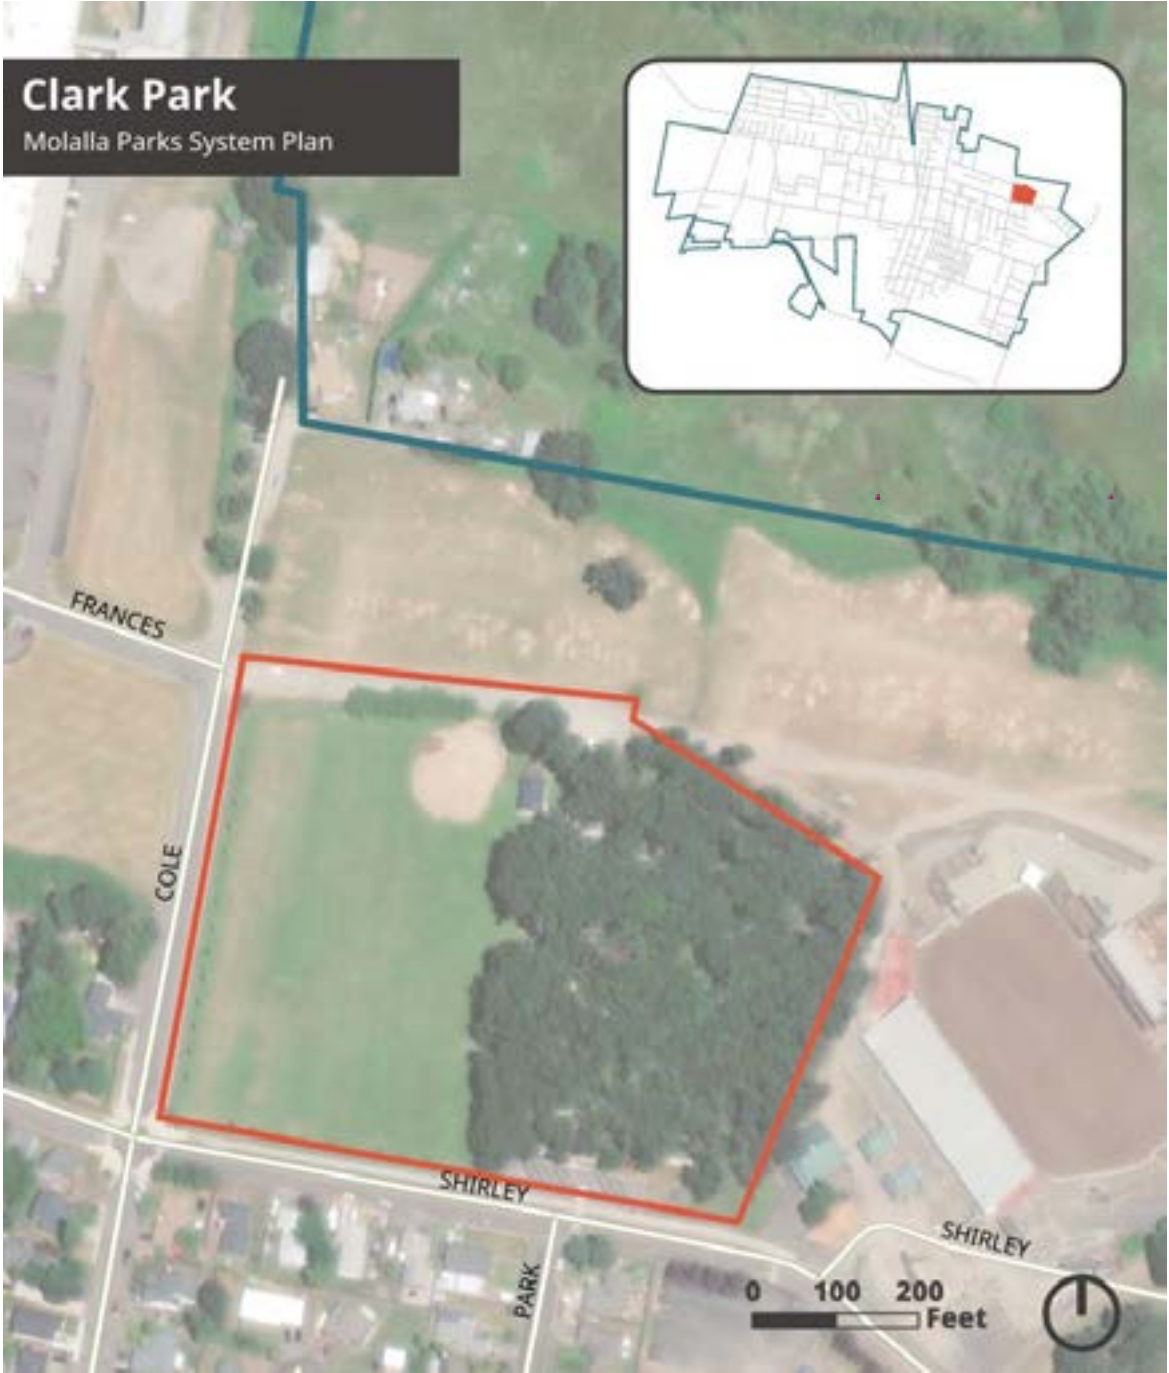 Clark Park
Molalla Parks System Plan
FRANCES
COLE
SHIRLEY
SHIRLEY
PARK
0 100 200
Feet